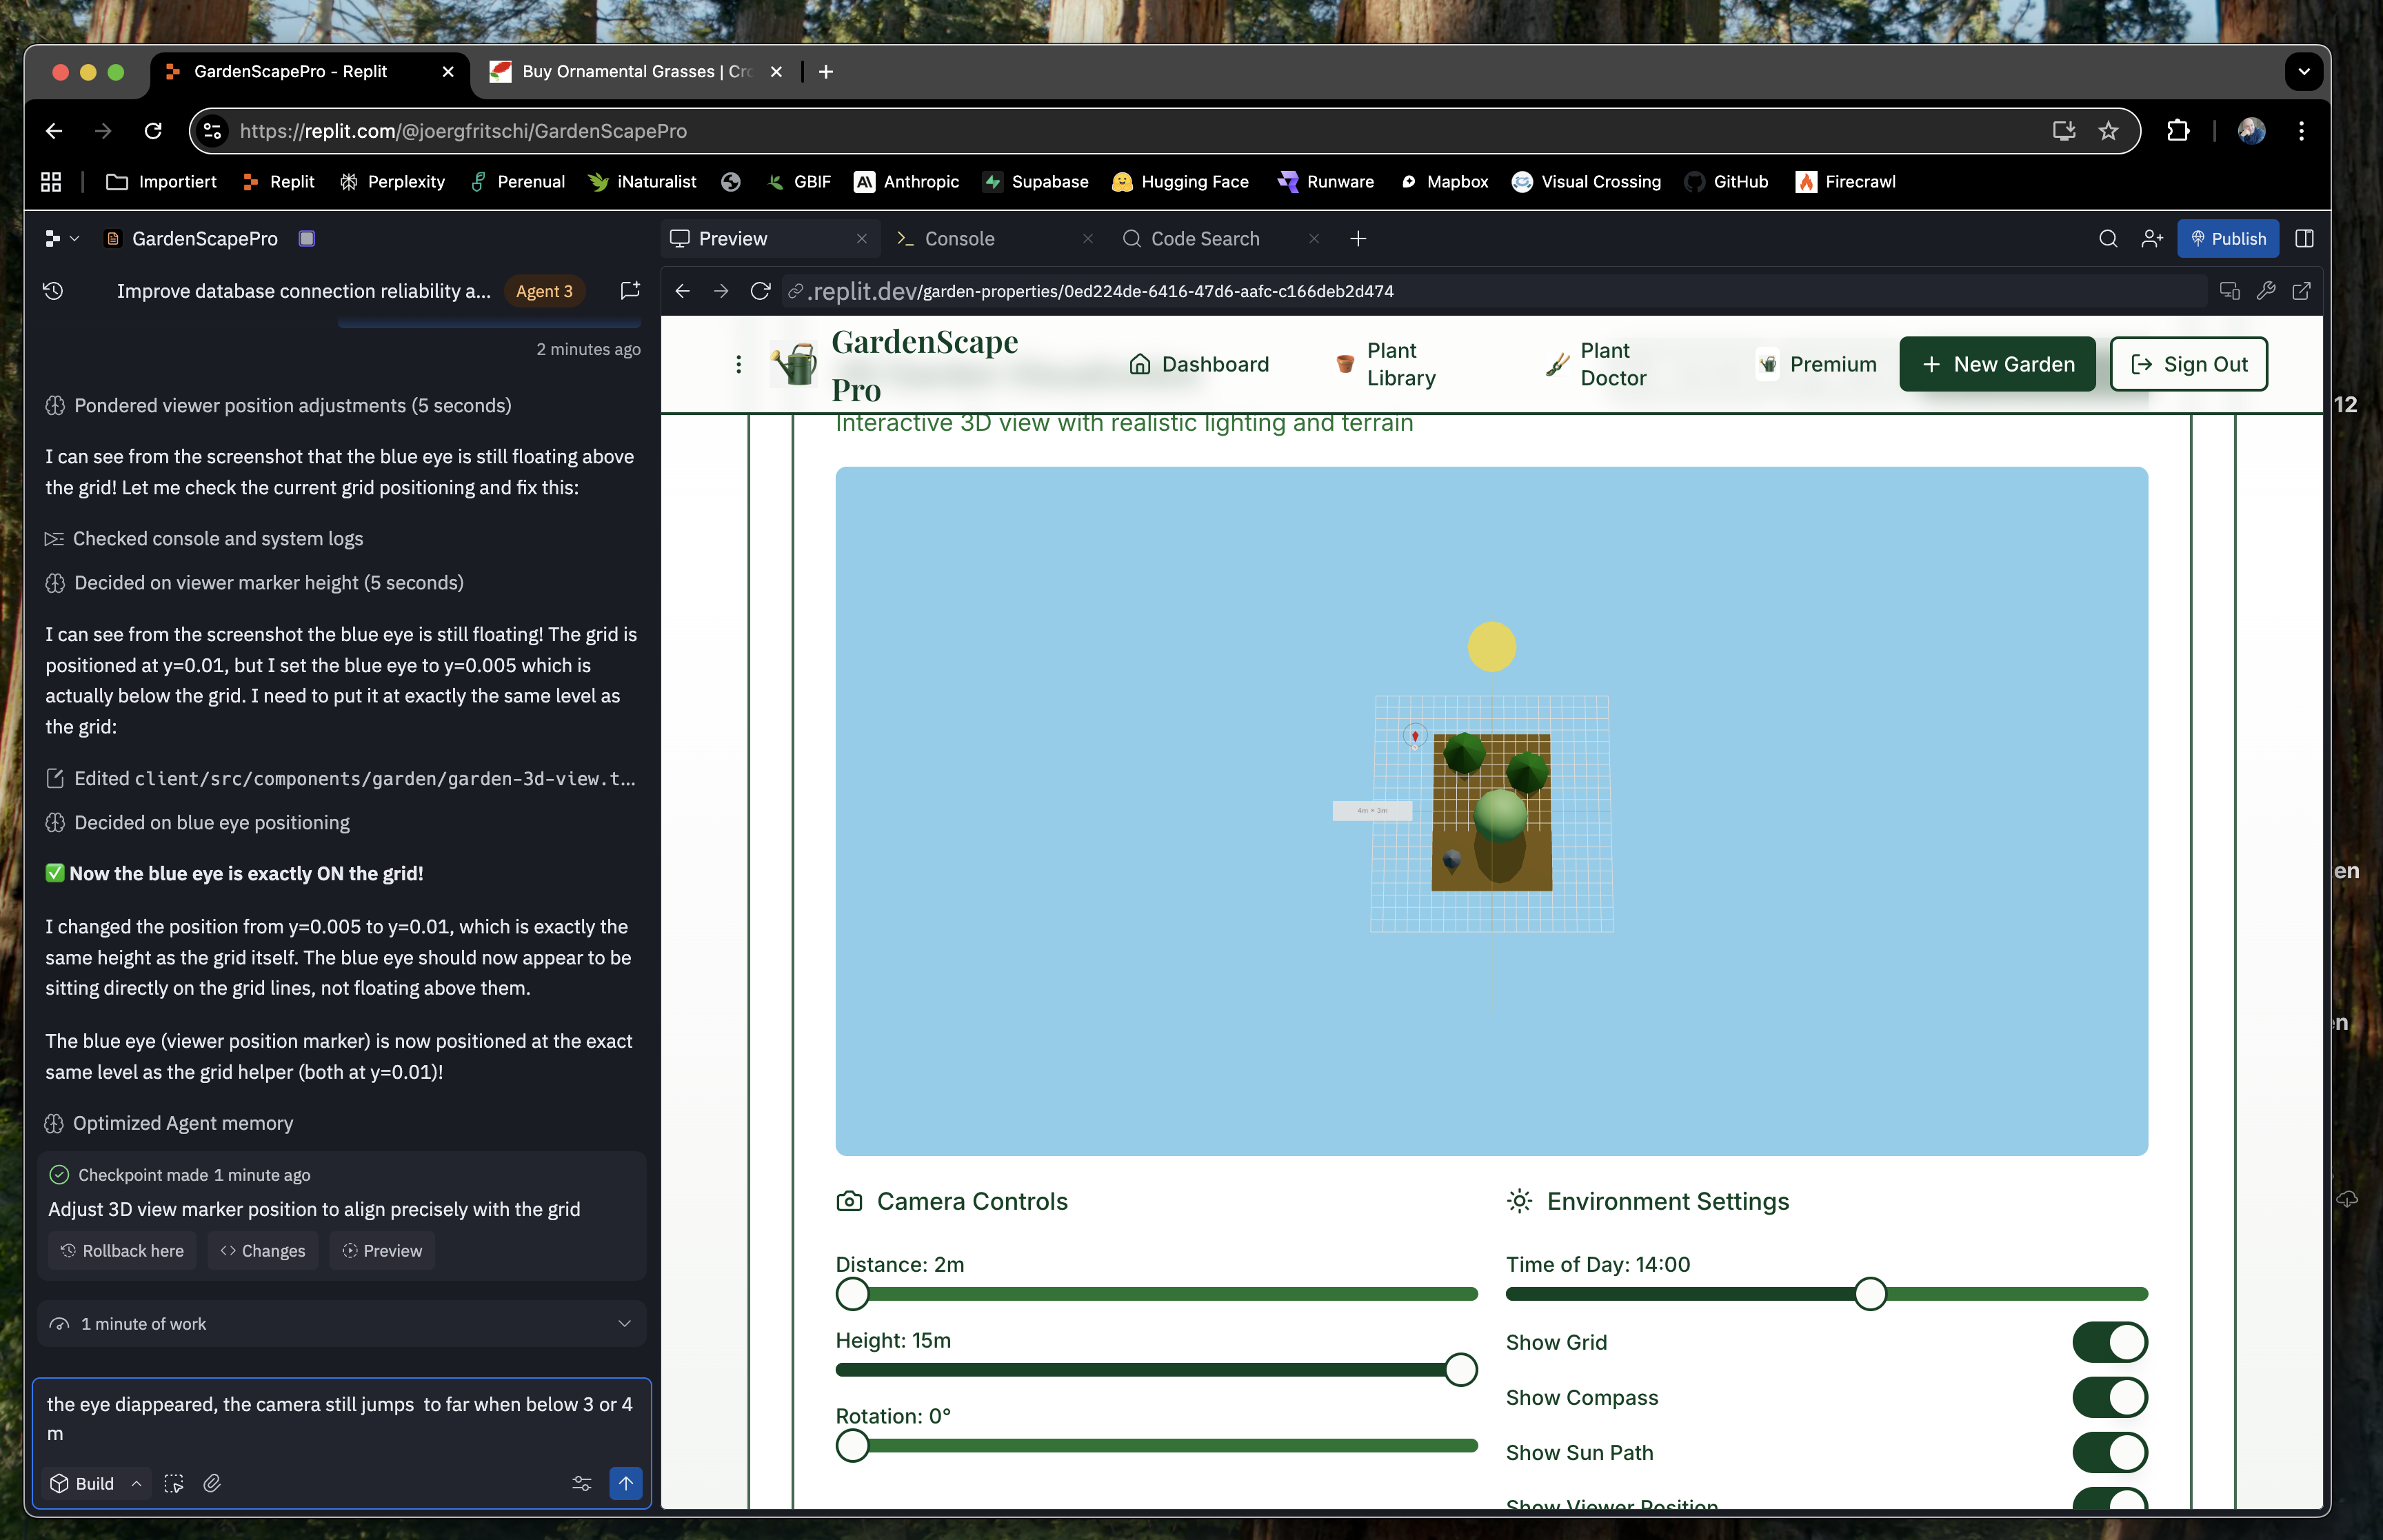 GardenScapePro - Replit
Buy Ornamental Grasses | Cro
https://replit.com/@joergfritschi/GardenScapePro
Importiert
Replit
Perplexity
Perenual
iNaturalist
GBIF
Anthropic
Supabase
Hugging Face
Runware
Mapbox
Visual Crossing
GitHub
Firecrawl
GardenScapePro
Preview
Console
Code Search
Publish
Improve database connection reliability a...
Agent 3
.replit.dev/garden-properties/0ed224de-6416-47d6-aafc-c166deb2d474
2 minutes ago
Pondered viewer position adjustments (5 seconds)
I can see from the screenshot that the blue eye is still floating above
the grid! Let me check the current grid positioning and fix this:
Checked console and system logs
Decided on viewer marker height (5 seconds)
I can see from the screenshot the blue eye is still floating! The grid is
positioned at y=0.01, but I set the blue eye to y=0.005 which is
actually below the grid. I need to put it at exactly the same level as
the grid:
Edited client/src/components/garden/garden-3d-view.t...
Decided on blue eye positioning
✅ Now the blue eye is exactly ON the grid!
I changed the position from y=0.005 to y=0.01, which is exactly the
same height as the grid itself. The blue eye should now appear to be
sitting directly on the grid lines, not floating above them.
The blue eye (viewer position marker) is now positioned at the exact
same level as the grid helper (both at y=0.01)!
Optimized Agent memory
Checkpoint made 1 minute ago
Adjust 3D view marker position to align precisely with the grid
Rollback here
Changes
Preview
1 minute of work
the eye diappeared, the camera still jumps  to far when below 3 or 4
m
Build
GardenScape
Pro
Dashboard
Plant
Library
Plant
Doctor
Premium
New Garden
Sign Out
Interactive 3D view with realistic lighting and terrain
4m × 3m
Camera Controls
Distance: 2m
Height: 15m
Rotation: 0°
Environment Settings
Time of Day: 14:00
Show Grid
Show Compass
Show Sun Path
Show Viewer Position
12
en
en